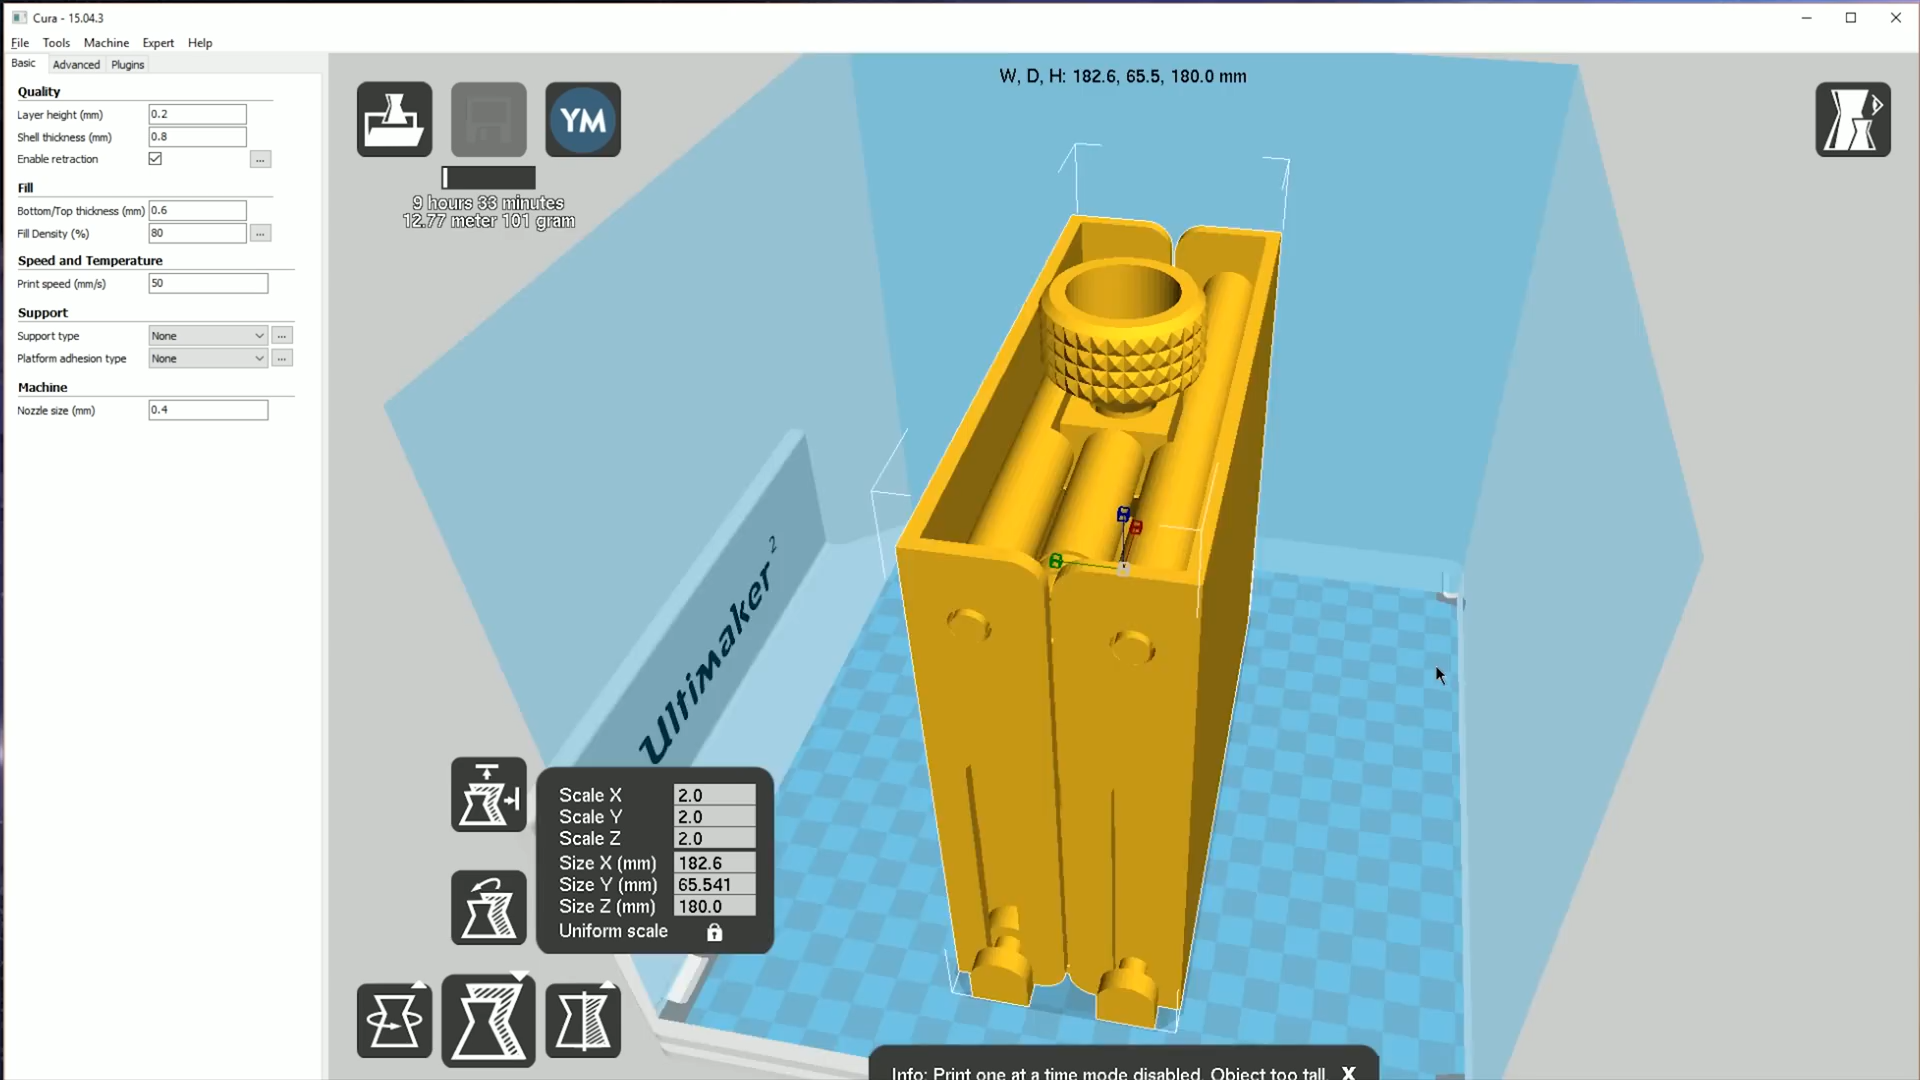 Cura - 15.04.3
File Tools Machine Expert Help
Basic Advanced Plugins
Quality
Layer height (mm) 0.2
Shell thickness (mm) 0.8
Enable retraction ...
Fill
Bottom/Top thickness (mm) 0.6
Fill Density (%) 80 ...
Speed and Temperature
Print speed (mm/s) 50
Support
Support type None ...
Platform adhesion type None ...
Machine
Nozzle size (mm) 0.4
W, D, H: 182.6, 65.5, 180.0 mm
YM
9 hours 33 minutes
12.77 meter 101 gram
Ultimaker 2
Scale X 2.0
Scale Y 2.0
Scale Z 2.0
Size X (mm) 182.6
Size Y (mm) 65.541
Size Z (mm) 180.0
Uniform scale
Info: Print one at a time mode disabled. Object too tall. X